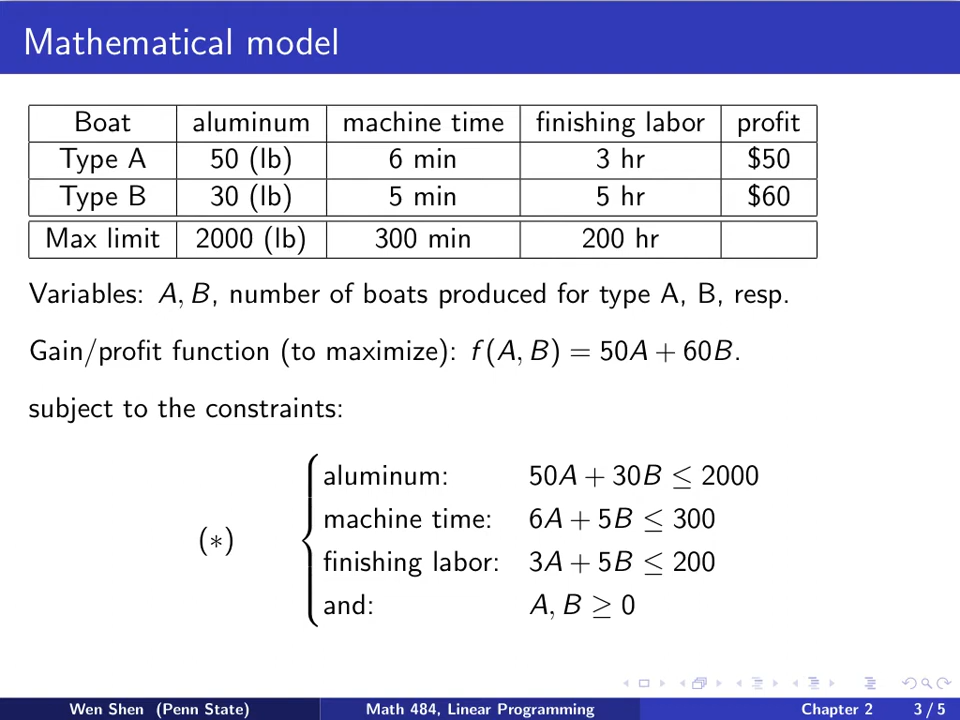 Mathematical model
Boat aluminum machine time finishing labor profit
Type A 50 (lb) 6 min 3 hr $50
Type B 30 (lb) 5 min 5 hr $60
Max limit 2000 (lb) 300 min 200 hr
Variables: A, B, number of boats produced for type A, B, resp.
Gain/profit function (to maximize): f(A, B) = 50A + 60B.
subject to the constraints:
aluminum: 50A + 30B ≤ 2000
machine time: 6A + 5B ≤ 300
(∗)
finishing labor: 3A + 5B ≤ 200
and: A, B ≥ 0
Wen Shen (Penn State) Math 484, Linear Programming Chapter 2 3 / 5